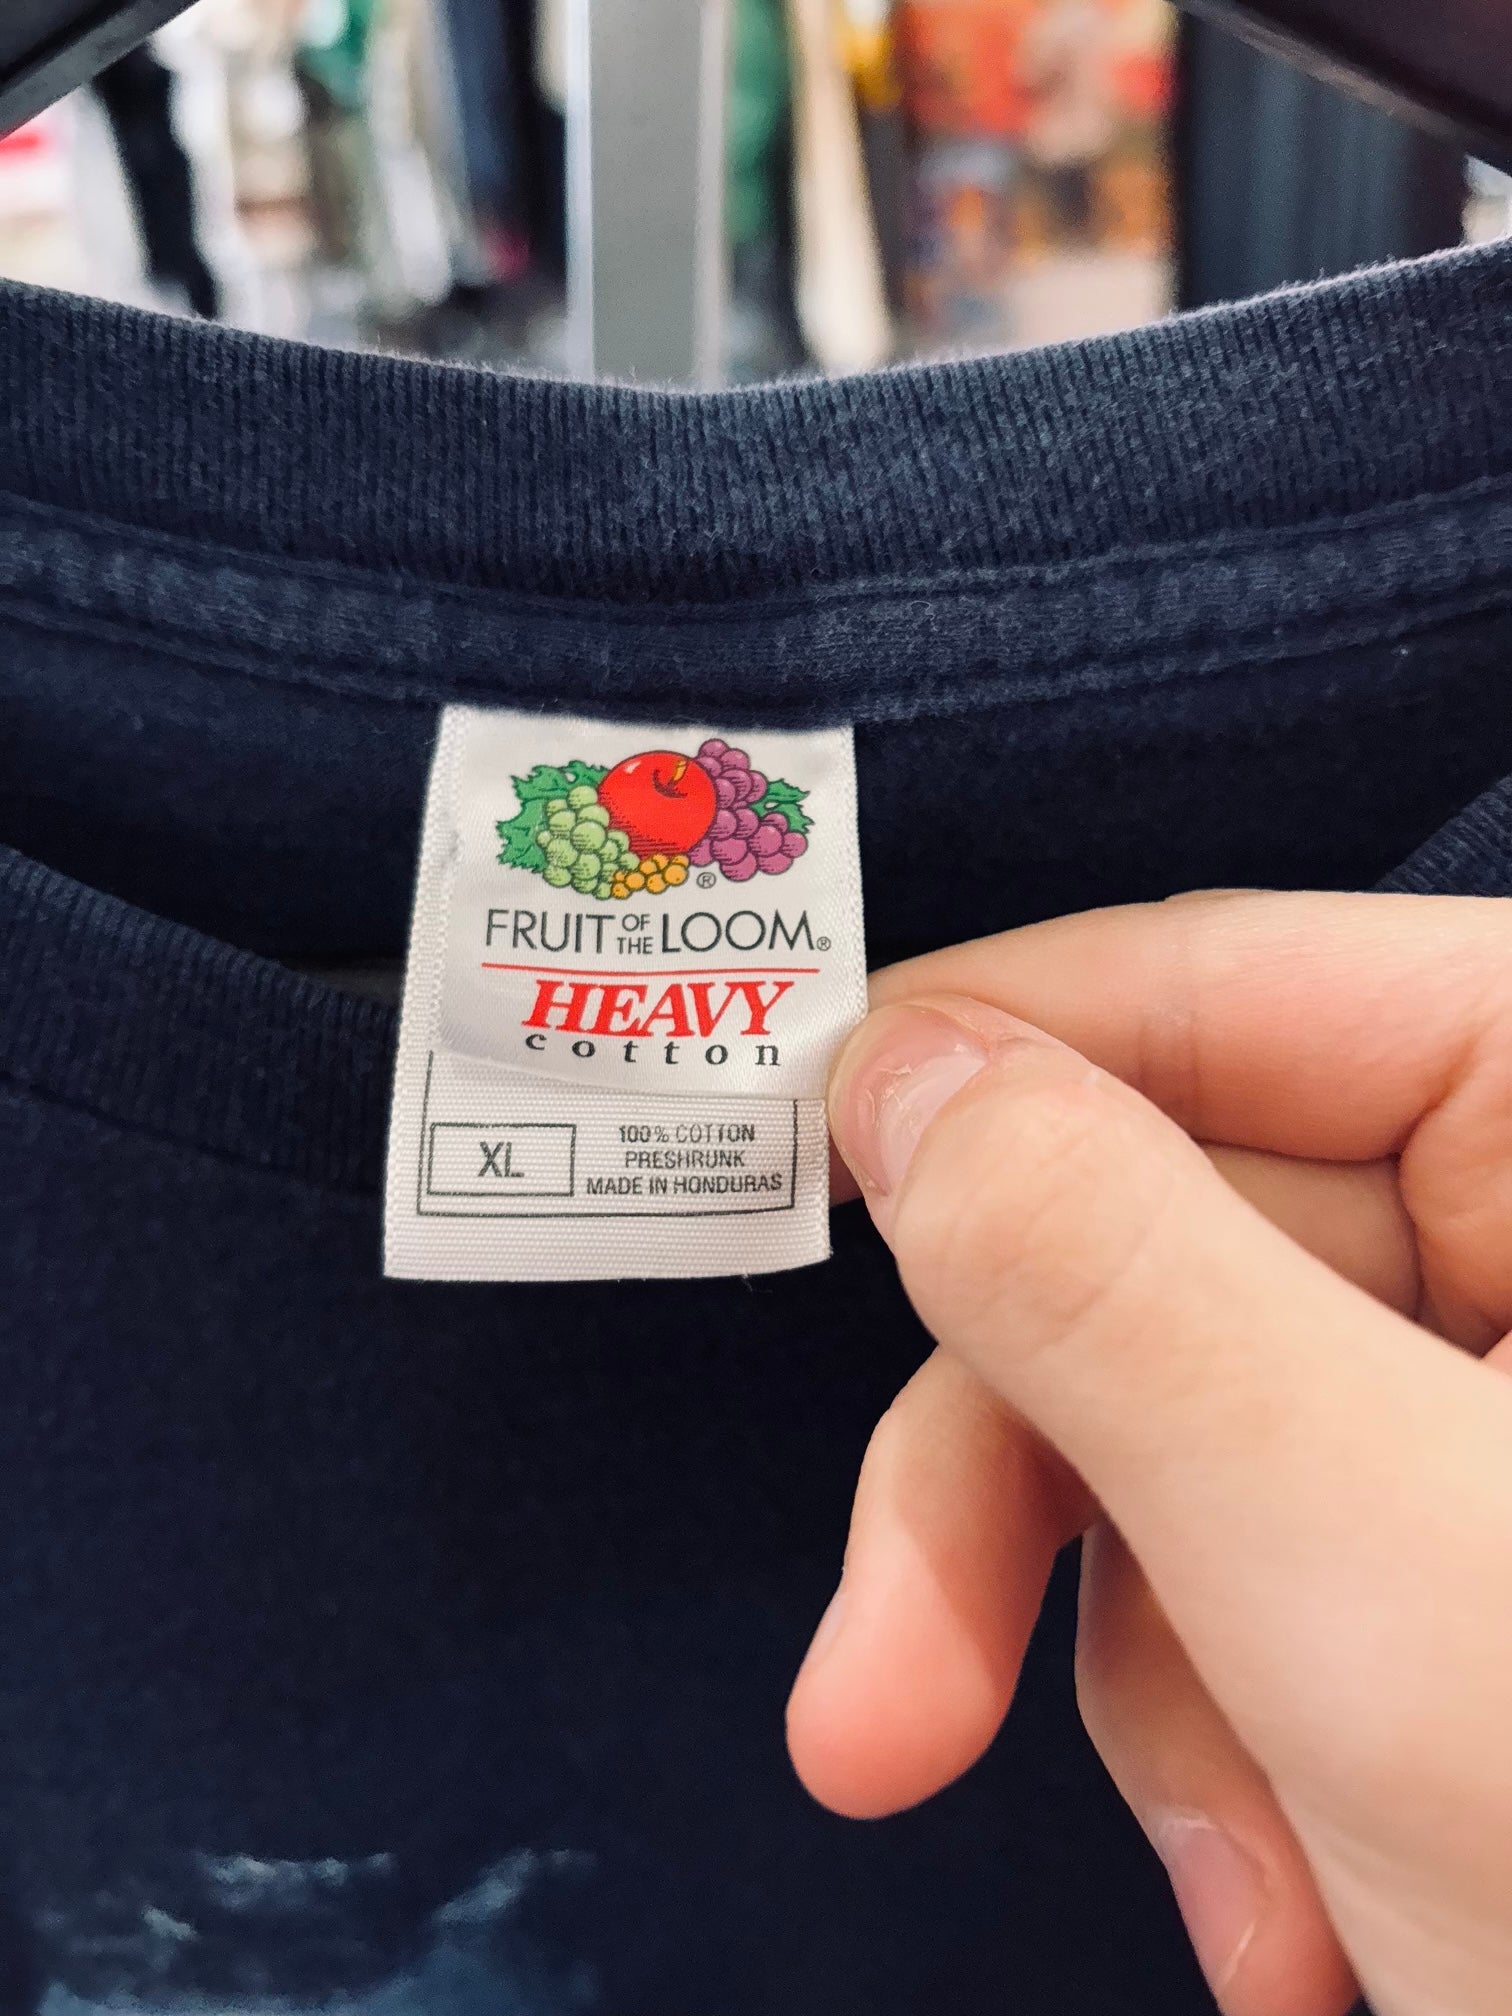 ®
FRUIT OF THE LOOM®
HEAVY
cotton
XL
100% COTTON
PRESHRUNK
MADE IN HONDURAS